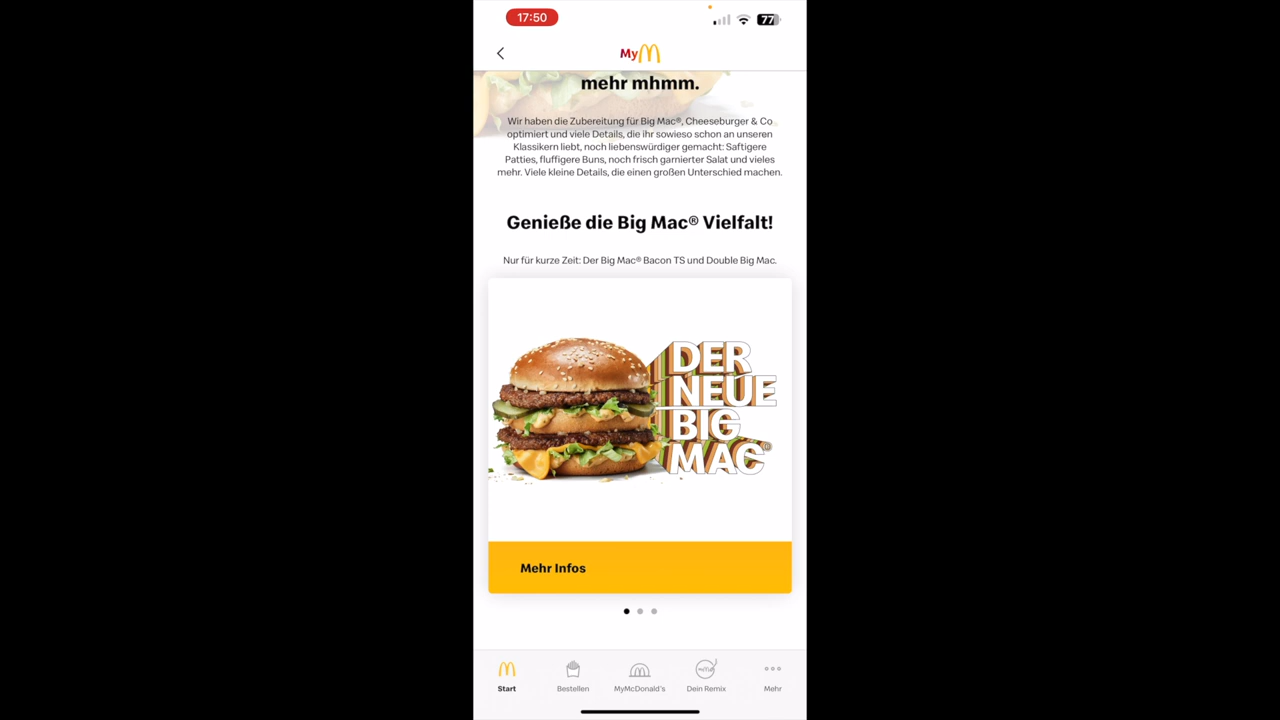 17:50
77
My
mehr mhmm.
Wir haben die Zubereitung für Big Mac®, Cheeseburger & Co
optimiert und viele Details, die ihr sowieso schon an unseren
Klassikern liebt, noch liebenswürdiger gemacht: Saftigere
Patties, fluffigere Buns, noch frisch garnierter Salat und vieles
mehr. Viele kleine Details, die einen großen Unterschied machen.
Genieße die Big Mac® Vielfalt!
Nur für kurze Zeit: Der Big Mac® Bacon TS und Double Big Mac.
DER
NEUE
BIG
MAC®
Mehr Infos
Start Bestellen MyMcDonald's Dein Remix Mehr